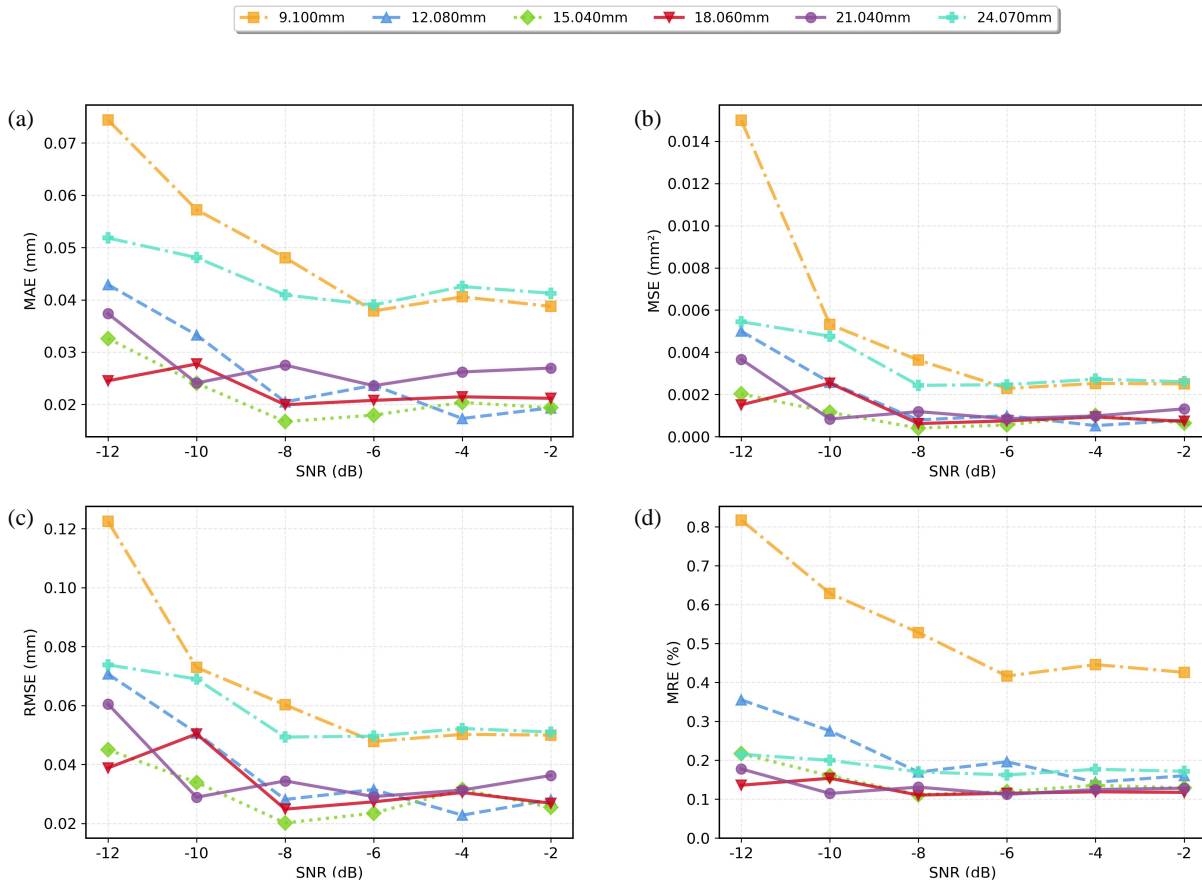 9.100mm 12.080mm 15.040mm 18.060mm 21.040mm 24.070mm
(a)
MAE (mm)
0.07
0.06
0.05
0.04
0.03
0.02
-12 -10 -8 -6 -4 -2
SNR (dB)
(b)
MSE (mm²)
0.014
0.012
0.010
0.008
0.006
0.004
0.002
0.000
-12 -10 -8 -6 -4 -2
SNR (dB)
(c)
RMSE (mm)
0.12
0.10
0.08
0.06
0.04
0.02
-12 -10 -8 -6 -4 -2
SNR (dB)
(d)
MRE (%)
0.8
0.7
0.6
0.5
0.4
0.3
0.2
0.1
0.0
-12 -10 -8 -6 -4 -2
SNR (dB)